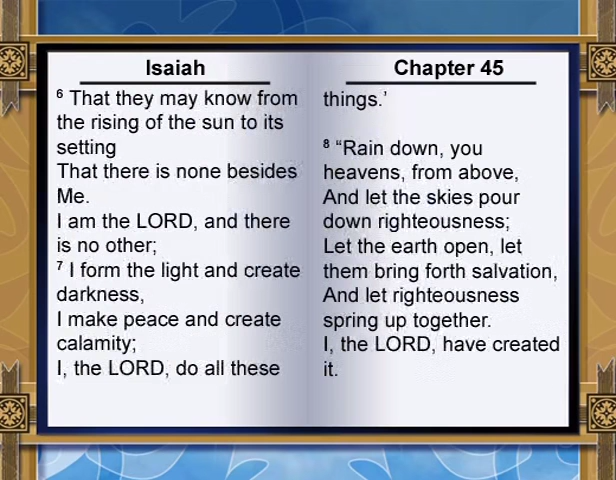 Isaiah
⁶ That they may know from
the rising of the sun to its
setting
That there is none besides
Me.
I am the LORD, and there
is no other;
⁷ I form the light and create
darkness,
I make peace and create
calamity;
I, the LORD, do all these
Chapter 45
things.’
⁸ “Rain down, you
heavens, from above,
And let the skies pour
down righteousness;
Let the earth open, let
them bring forth salvation,
And let righteousness
spring up together.
I, the LORD, have created
it.